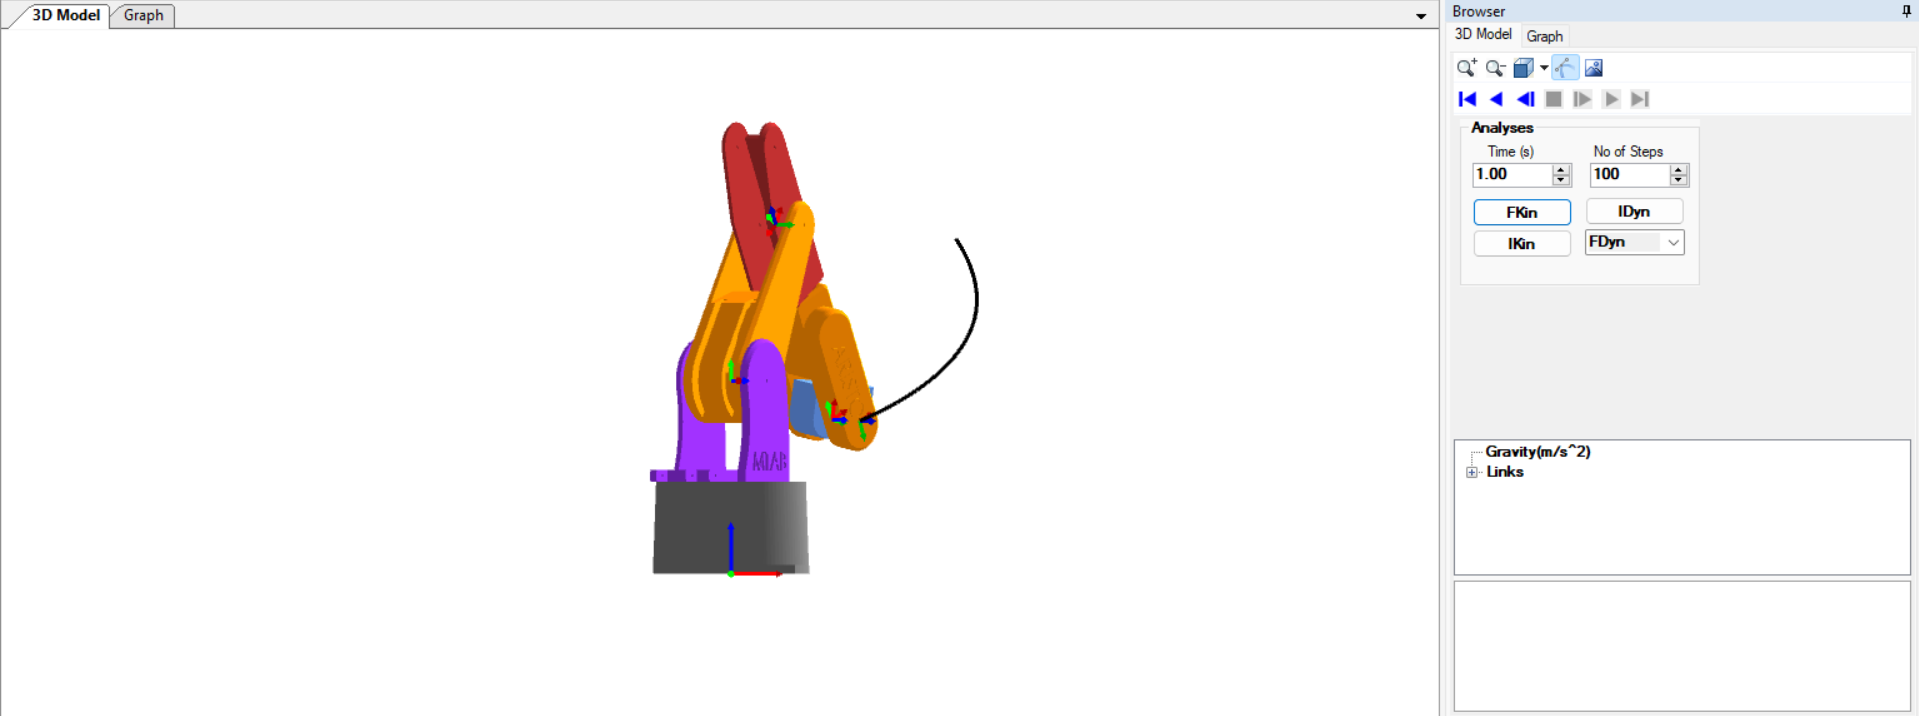 3D Model Graph
Browser
3D Model Graph
Analyses
Time (s) No of Steps
1.00 100
FKin IDyn
IKin FDyn
Gravity(m/s^2)
Links